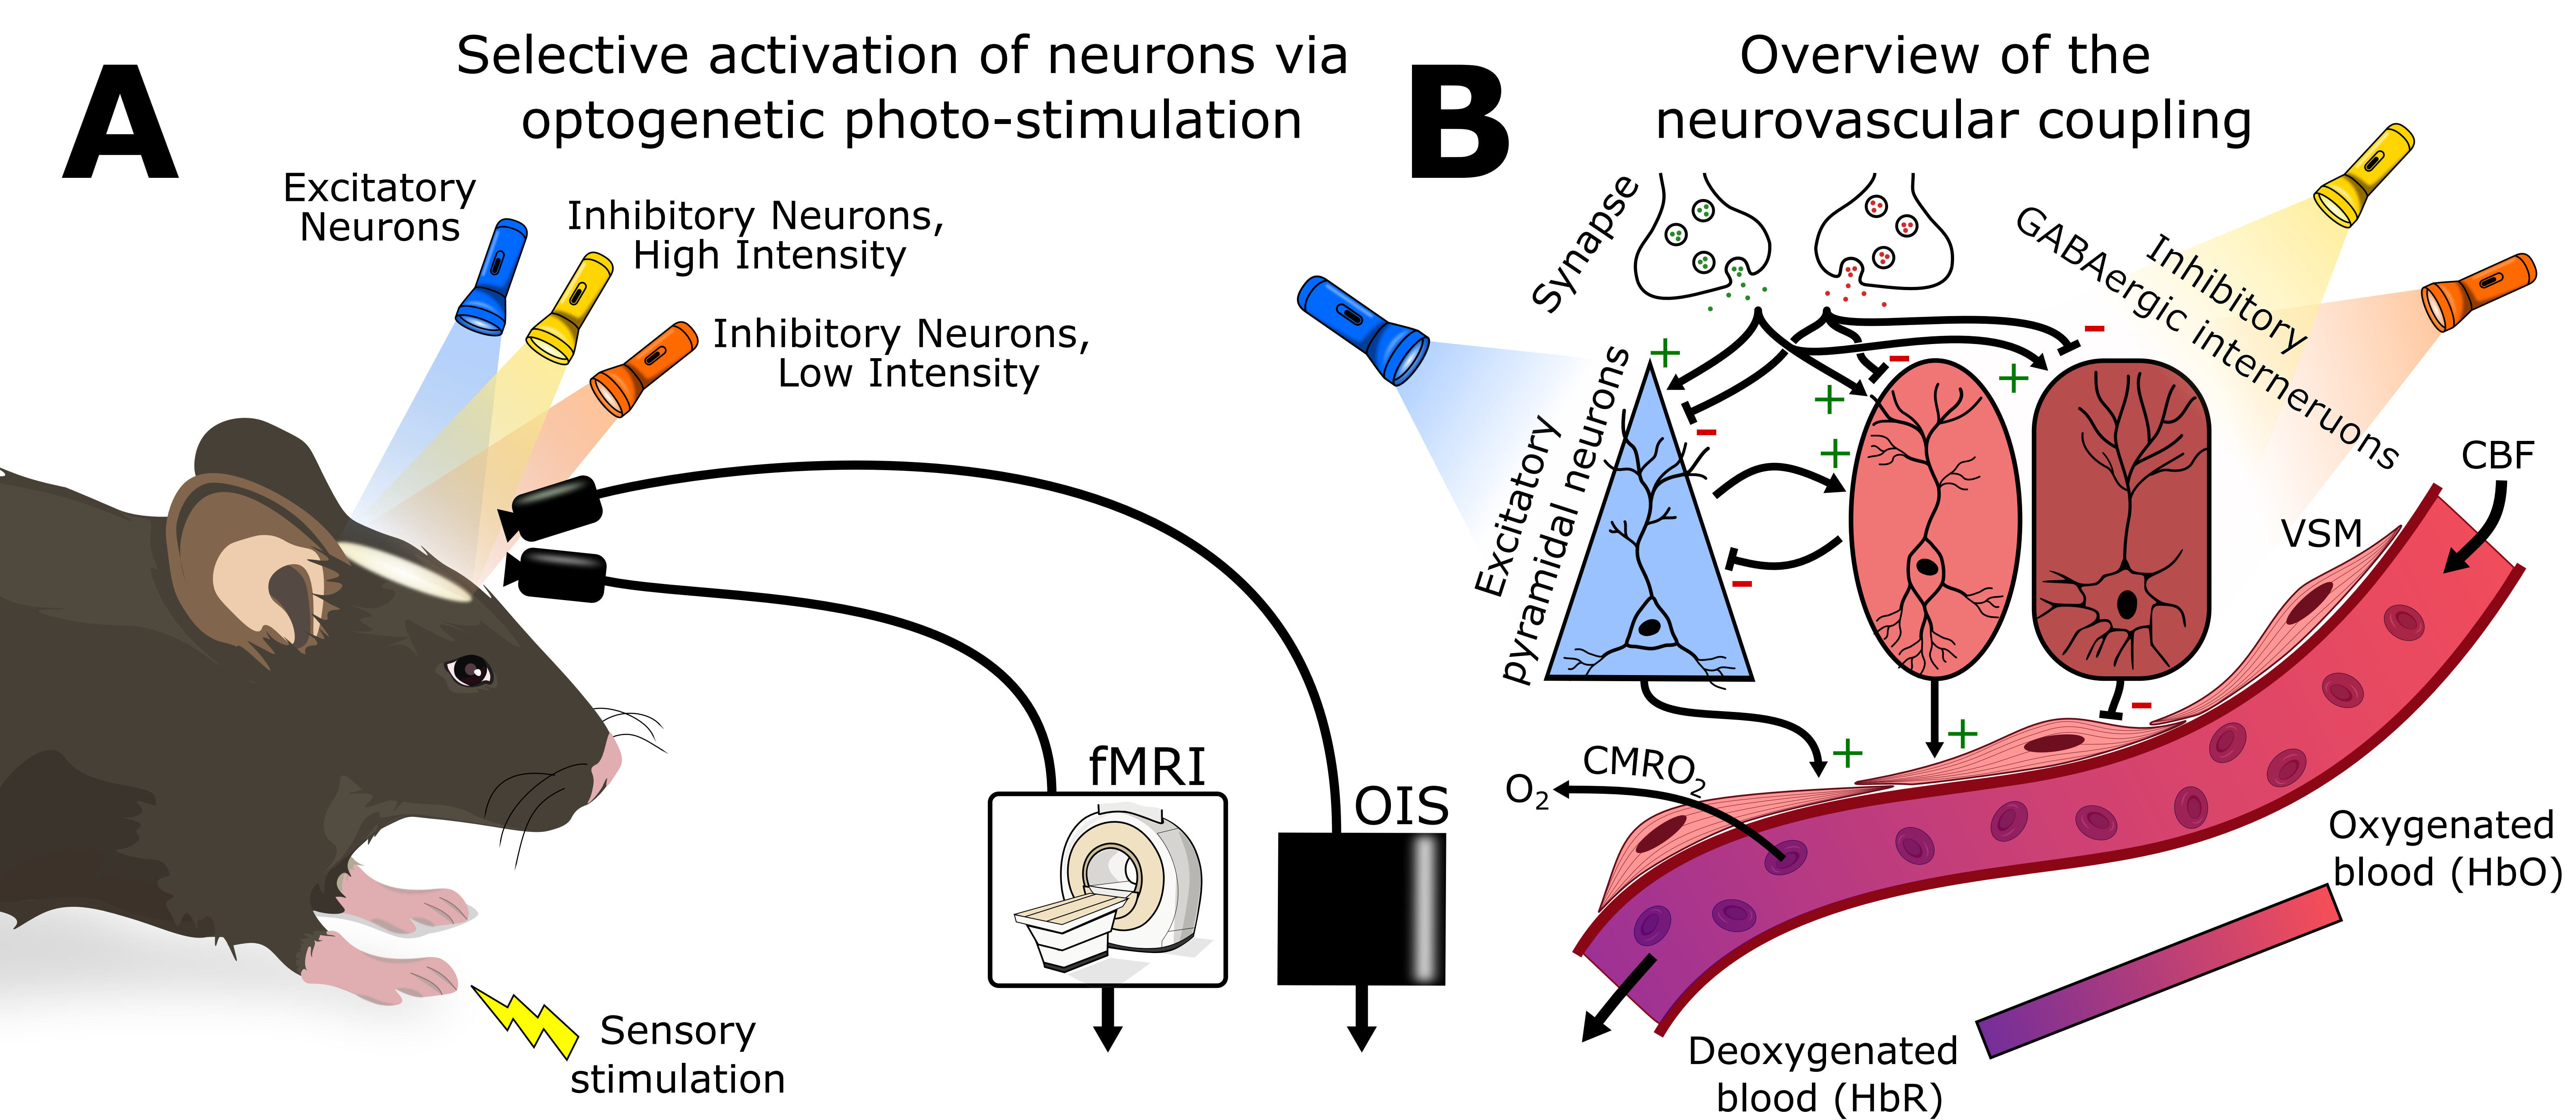 A
Selective activation of neurons via
optogenetic photo-stimulation
Excitatory
Neurons
Inhibitory Neurons,
High Intensity
Inhibitory Neurons,
Low Intensity
fMRI
OIS
Sensory
stimulation
B
Overview of the
neurovascular coupling
Synapse
Inhibitory
GABAergic interneruons
Excitatory
pyramidal neurons
+
-
+
-
+
-
+
-
+
+
-
CBF
VSM
CMRO₂
O₂
Oxygenated
blood (HbO)
Deoxygenated
blood (HbR)